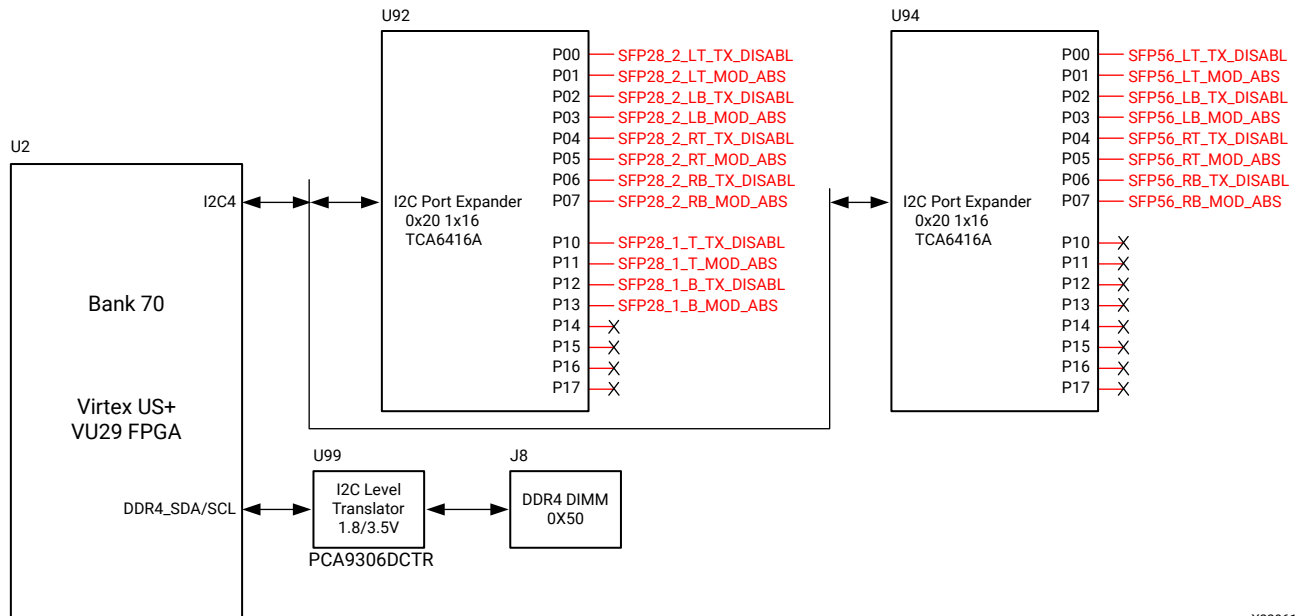 U92
P00 SFP28_2_LT_TX_DISABL
P01 SFP28_2_LT_MOD_ABS
P02 SFP28_2_LB_TX_DISABL
P03 SFP28_2_LB_MOD_ABS
P04 SFP28_2_RT_TX_DISABL
P05 SFP28_2_RT_MOD_ABS
P06 SFP28_2_RB_TX_DISABL
P07 SFP28_2_RB_MOD_ABS
I2C Port Expander
0x20 1x16
TCA6416A
P10 SFP28_1_T_TX_DISABL
P11 SFP28_1_T_MOD_ABS
P12 SFP28_1_B_TX_DISABL
P13 SFP28_1_B_MOD_ABS
P14
P15
P16
P17
U94
P00 SFP56_LT_TX_DISABL
P01 SFP56_LT_MOD_ABS
P02 SFP56_LB_TX_DISABL
P03 SFP56_LB_MOD_ABS
P04 SFP56_RT_TX_DISABL
P05 SFP56_RT_MOD_ABS
P06 SFP56_RB_TX_DISABL
P07 SFP56_RB_MOD_ABS
I2C Port Expander
0x20 1x16
TCA6416A
P10
P11
P12
P13
P14
P15
P16
P17
U2
I2C4
Bank 70
Virtex US+
VU29 FPGA
DDR4_SDA/SCL
U99
I2C Level
Translator
1.8/3.5V
PCA9306DCTR
J8
DDR4 DIMM
0X50